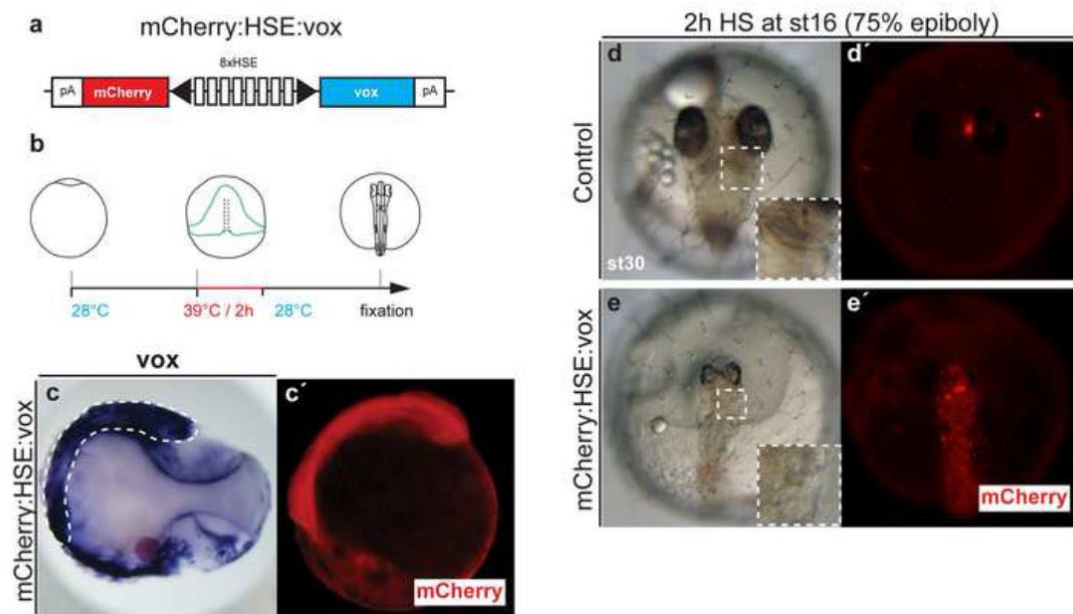 a
mCherry:HSE:vox
8xHSE
pA mCherry vox pA
b
28°C 39°C / 2h 28°C fixation
vox
mCherry:HSE:vox
c
c´
mCherry
2h HS at st16 (75% epiboly)
Control
d
st30
d´
mCherry:HSE:vox
e
e´
mCherry